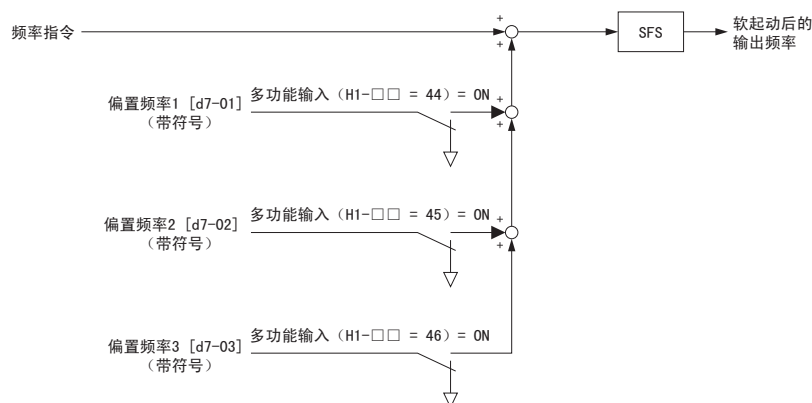 频率指令
SFS
软起动后的
输出频率
偏置频率1 [d7-01]
（带符号）
多功能输入（H1-□□ = 44）= ON
偏置频率2 [d7-02]
（带符号）
多功能输入（H1-□□ = 45）= ON
偏置频率3 [d7-03]
（带符号）
多功能输入（H1-□□ = 46）= ON
+
+
+
+
+
+